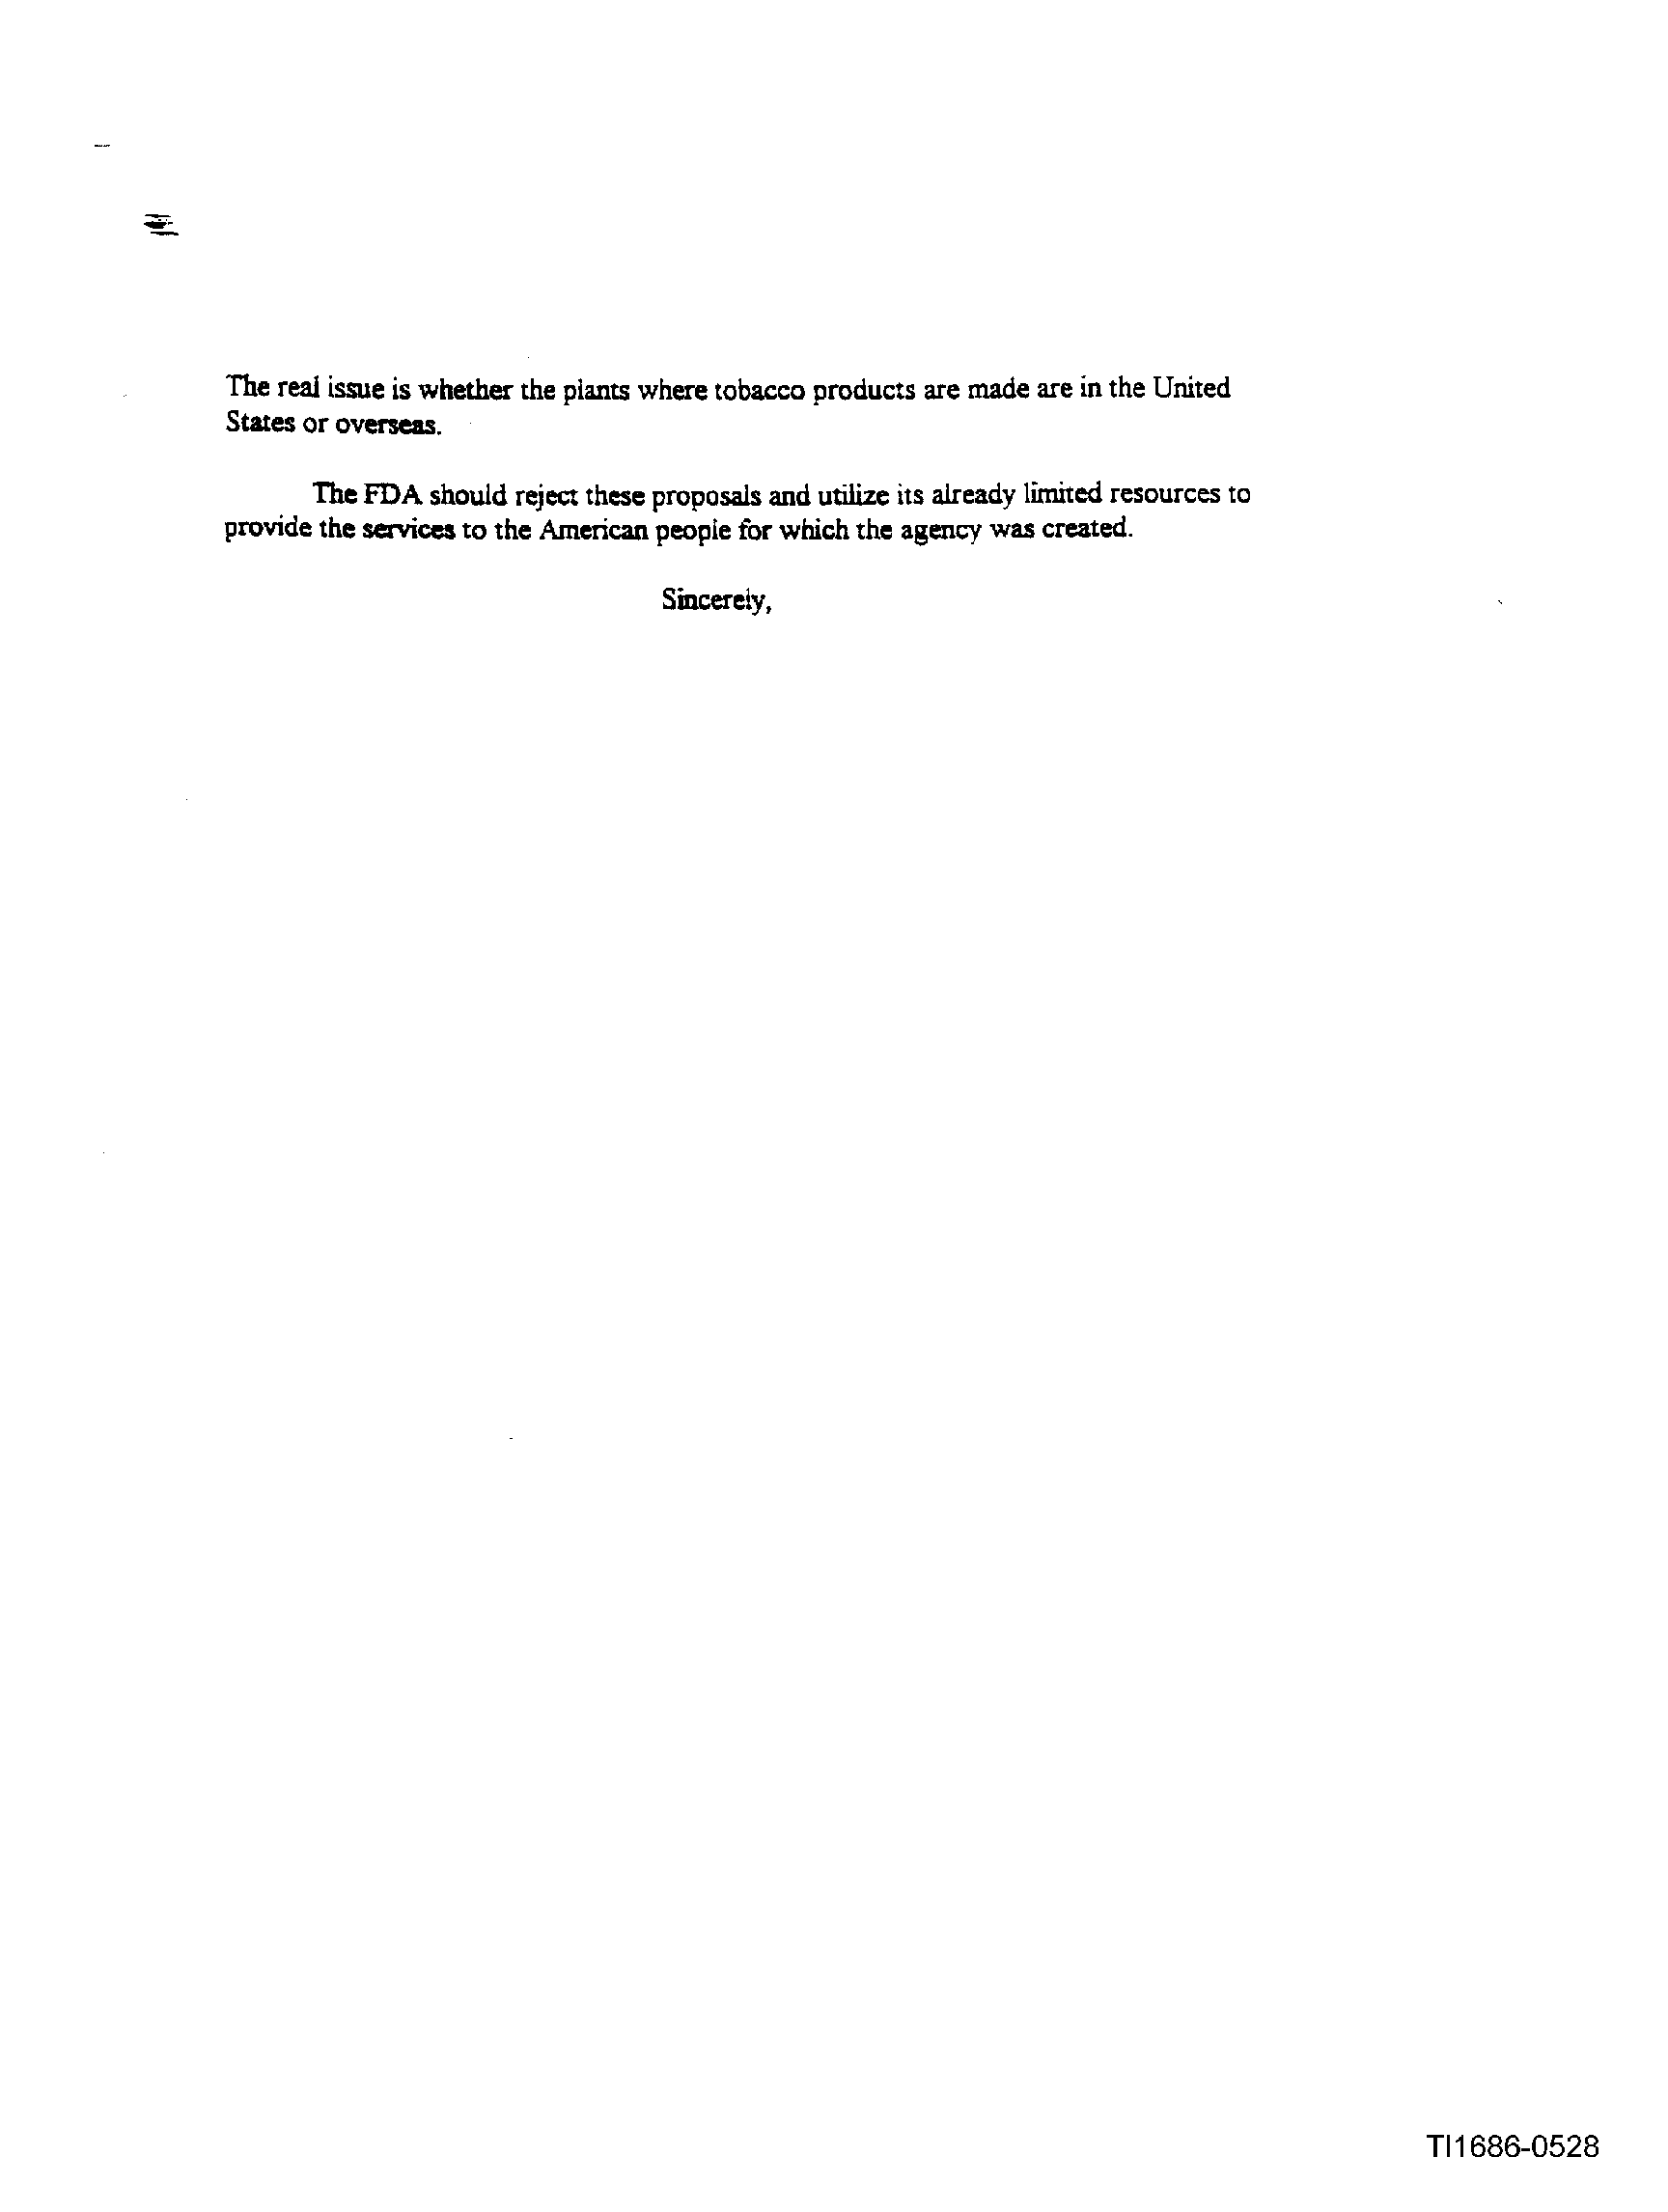 The real issue is whether the plants where tobacco products are made are in the United
States or overseas.
The FDA should reject these proposals and utilize its already limited resources to
provide the services to the American people for which the agency was created.
Sincerely,
TI1686-0528